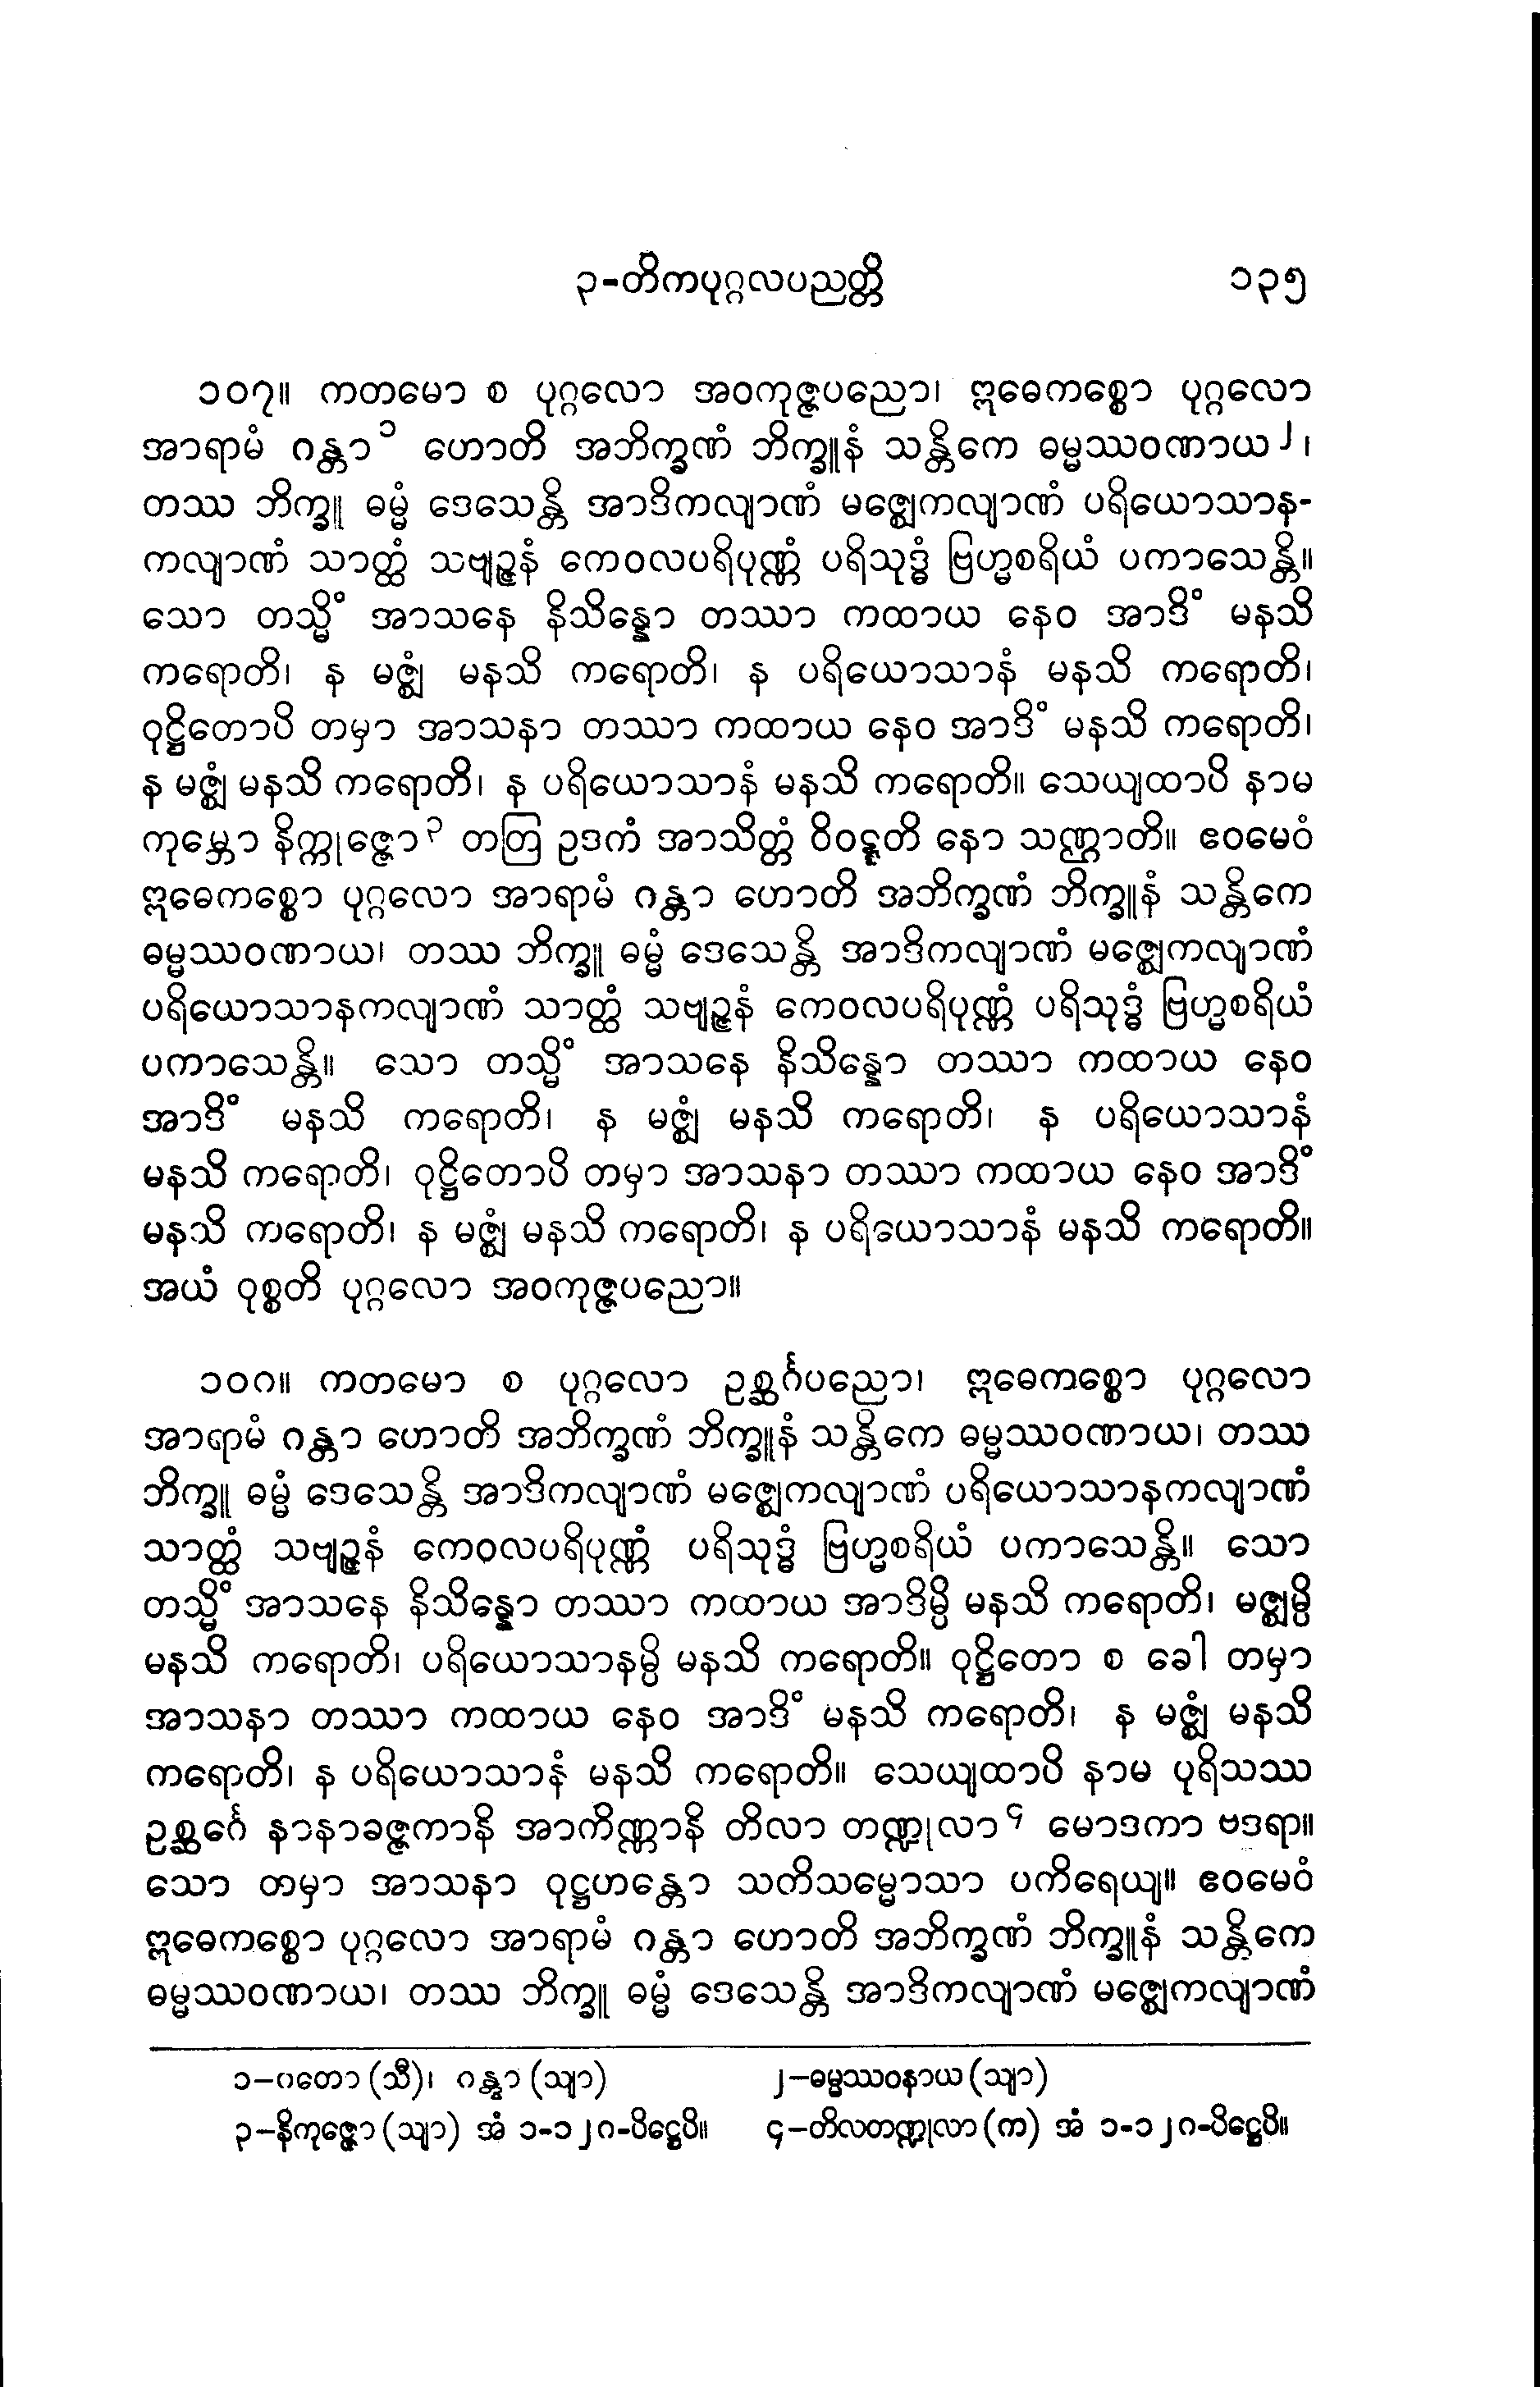 ၃-တိကပုဂ္ဂလပညတ္တိ ၁၃၅
၁၀၇။ ကတမော စ ပုဂ္ဂလော အဝကုဇ္ဇပညော၊ ဣဓေကစ္စော ပုဂ္ဂလော
အာရာမံ ဂန္တာ၁ ဟောတိ အဘိက္ခဏံ ဘိက္ခူနံ သန္တိကေ ဓမ္မဿဝဏာယ၂၊
တဿ ဘိက္ခူ ဓမ္မံ ဒေသေန္တိ အာဒိကလျာဏံ မဇ္ဈေကလျာဏံ ပရိယောသာန-
ကလျာဏံ သာတ္ထံ သဗျဉ္ဇနံ ကေဝလပရိပုဏ္ဏံ ပရိသုဒ္ဓံ ဗြဟ္မစရိယံ ပကာသေန္တိ။
သော တသ္မိံ အာသနေ နိသိန္နော တဿာ ကထာယ နေဝ အာဒိံ မနသိ
ကရောတိ၊ န မဇ္ဈံ မနသိ ကရောတိ၊ န ပရိယောသာနံ မနသိ ကရောတိ၊
ဝုဋ္ဌိတောပိ တမှာ အာသနာ တဿာ ကထာယ နေဝ အာဒိံ မနသိ ကရောတိ၊
န မဇ္ဈံ မနသိ ကရောတိ၊ န ပရိယောသာနံ မနသိ ကရောတိ။ သေယျထာပိ နာမ
ကုမ္ဘော နိက္ကုဇ္ဇော၃ တတြ ဥဒကံ အာသိတ္တံ ဝိဝဋ္ဋတိ နော သဏ္ဌာတိ။ ဧဝမေဝံ
ဣဓေကစ္စော ပုဂ္ဂလော အာရာမံ ဂန္တာ ဟောတိ အဘိက္ခဏံ ဘိက္ခူနံ သန္တိကေ
ဓမ္မဿဝဏာယ၊ တဿ ဘိက္ခူ ဓမ္မံ ဒေသေန္တိ အာဒိကလျာဏံ မဇ္ဈေကလျာဏံ
ပရိယောသာနကလျာဏံ သာတ္ထံ သဗျဉ္ဇနံ ကေဝလပရိပုဏ္ဏံ ပရိသုဒ္ဓံ ဗြဟ္မစရိယံ
ပကာသေန္တိ။ သော တသ္မိံ အာသနေ နိသိန္နော တဿာ ကထာယ နေဝ
အာဒိံ မနသိ ကရောတိ၊ န မဇ္ဈံ မနသိ ကရောတိ၊ န ပရိယောသာနံ
မနသိ ကရောတိ၊ ဝုဋ္ဌိတောပိ တမှာ အာသနာ တဿာ ကထာယ နေဝ အာဒိံ
မနသိ ကရောတိ၊ န မဇ္ဈံ မနသိ ကရောတိ၊ န ပရိယောသာနံ မနသိ ကရောတိ။
အယံ ဝုစ္စတိ ပုဂ္ဂလော အဝကုဇ္ဇပညော။
၁၀၈။ ကတမော စ ပုဂ္ဂလော ဥစ္ဆင်္ဂပညော၊ ဣဓေကစ္စော ပုဂ္ဂလော
အာရာမံ ဂန္တာ ဟောတိ အဘိက္ခဏံ ဘိက္ခူနံ သန္တိကေ ဓမ္မဿဝဏာယ၊ တဿ
ဘိက္ခူ ဓမ္မံ ဒေသေန္တိ အာဒိကလျာဏံ မဇ္ဈေကလျာဏံ ပရိယောသာနကလျာဏံ
သာတ္ထံ သဗျဉ္ဇနံ ကေဝလပရိပုဏ္ဏံ ပရိသုဒ္ဓံ ဗြဟ္မစရိယံ ပကာသေန္တိ။ သော
တသ္မိံ အာသနေ နိသိန္နော တဿာ ကထာယ အာဒိမ္ပိ မနသိ ကရောတိ၊ မဇ္ဈမ္ပိ
မနသိ ကရောတိ၊ ပရိယောသာနမ္ပိ မနသိ ကရောတိ။ ဝုဋ္ဌိတော စ ခေါ တမှာ
အာသနာ တဿာ ကထာယ နေဝ အာဒိံ မနသိ ကရောတိ၊ န မဇ္ဈံ မနသိ
ကရောတိ၊ န ပရိယောသာနံ မနသိ ကရောတိ။ သေယျထာပိ နာမ ပုရိသဿ
ဥစ္ဆင်္ဂေ နာနာခဇ္ဇကာနိ အာကိဏ္ဏာနိ တိလာ တဏ္ဍုလာ၄ မောဒကာ ဗဒရာ။
သော တမှာ အာသနာ ဝုဋ္ဌဟန္တော သကိသမ္မောသာ ပကိရေယျ။ ဧဝမေဝံ
ဣဓေကစ္စော ပုဂ္ဂလော အာရာမံ ဂန္တာ ဟောတိ အဘိက္ခဏံ ဘိက္ခူနံ သန္တိကေ
ဓမ္မဿဝဏာယ၊ တဿ ဘိက္ခူ ဓမ္မံ ဒေသေန္တိ အာဒိကလျာဏံ မဇ္ဈေကလျာဏံ
၁−ဂတော (သီ)၊ ဂန္တွာ (သျာ) ၂−ဓမ္မဿဝနာယ (သျာ)
၃−နိကုဇ္ဇော (သျာ) အံ ၁-၁၂၈-ပိဋ္ဌေပိ။ ၄−တိလတဏ္ဍုလာ (က) အံ ၁-၁၂၈-ပိဋ္ဌေပိ။